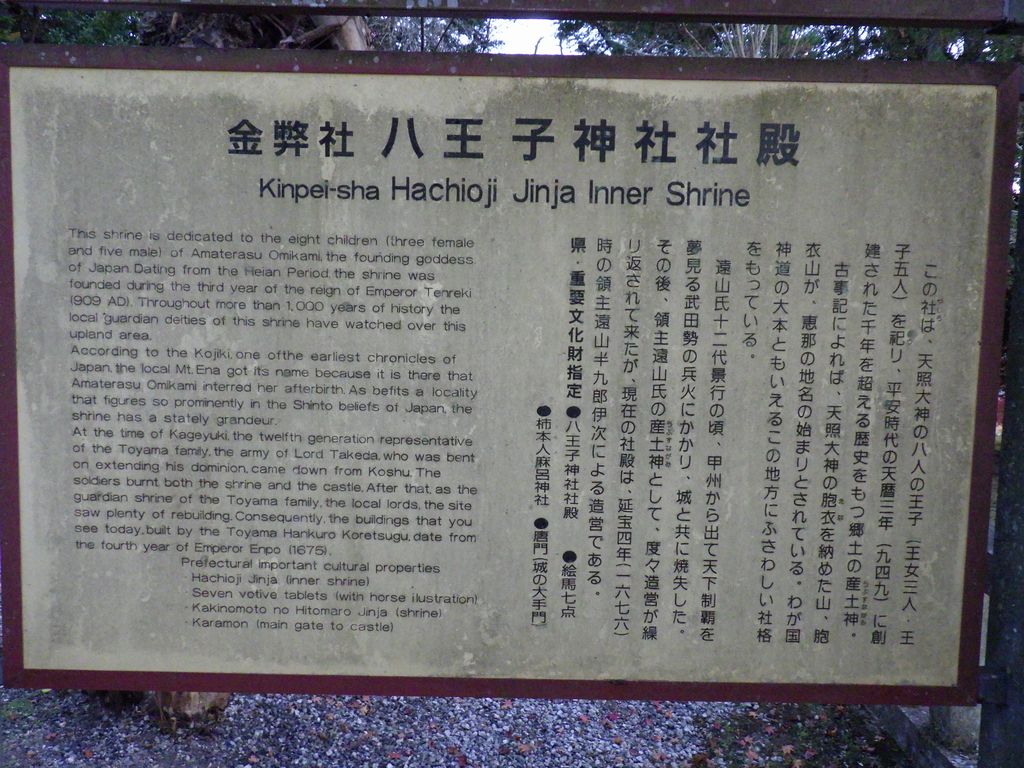 金弊社 八王子神社社殿
Kinpei-sha Hachioji Jinja Inner Shrine
This shrine is dedicated to the eight children (three female
and five male) of Amaterasu Omikami, the founding goddess
of Japan. Dating from the Heian Period, the shrine was
founded during the third year of the reign of Emperor Tenreki
(909 AD). Throughout more than 1,000 years of history the
local guardian deities of this shrine have watched over this
upland area.
According to the Kojiki, one ofthe earliest chronicles of
Japan, the local Mt. Ena got its name because it is there that
Amaterasu Omikami interred her afterbirth. As befits a locality
that figures so prominently in the Shinto beliefs of Japan, the
shrine has a stately grandeur.
At the time of Kageyuki, the twelfth generation representative
of the Toyama family, the army of Lord Takeda, who was bent
on extending his dominion, came down from Koshu. The
soldiers burnt both the shrine and the castle. After that, as the
guardian shrine of the Toyama family, the local lords, the site
saw plenty of rebuilding. Consequently, the buildings that you
see today, built by the Toyama Hankuro Koretsugu, date from
the fourth year of Emperor Enpo (1675).
Prefectural important cultural properties
· Hachioji Jinja (inner shrine)
· Seven votive tablets (with horse illustration)
· Kakinomoto no Hitomaro Jinja (shrine)
· Karamon (main gate to castle)
この社は、天照大神の八人の王子（王女三人・王
子五人）を祀り、平安時代の天暦三年（九四九）に創
建された千年を超える歴史をもつ郷土の産土神。
古事記によれば、天照大神の胞衣を納めた山、胞
衣山が、恵那の地名の始まりとされている。わが国
神道の大本ともいえるこの地方にふさわしい社格
をもっている。
遠山氏十二代景行の頃、甲州から出て天下制覇を
夢見る武田勢の兵火にかかり、城と共に焼失した。
その後、領主遠山氏の産土神として、度々造営が繰
り返されて来たが、現在の社殿は、延宝四年（一六七六）
時の領主遠山半九郎伊次による造営である。
県・重要文化財指定 ●八王子神社社殿 ●絵馬七点
●柿本人麻呂神社 ●唐門（城の大手門）